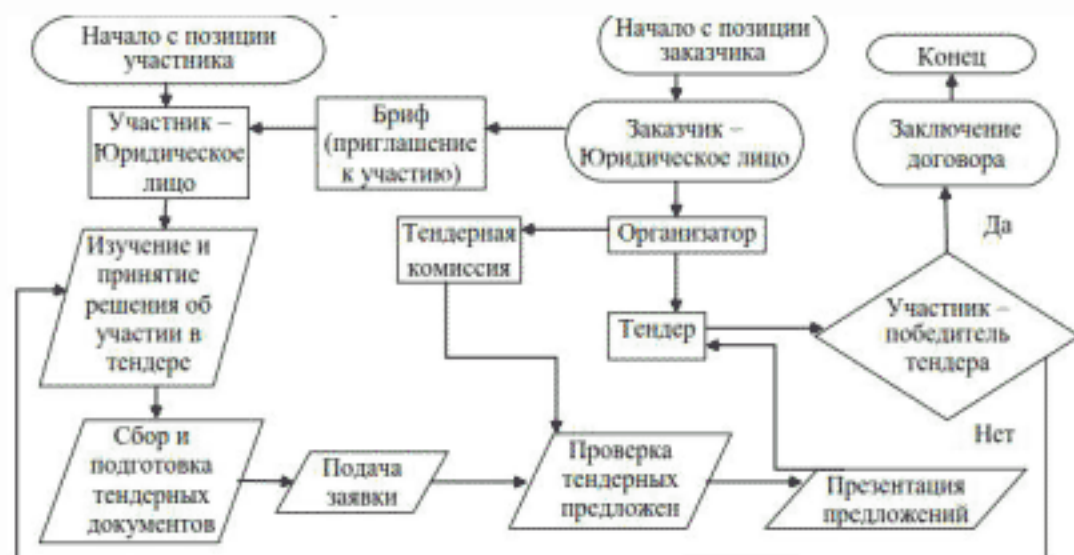 Начало с позиции
участника
Начало с позиции
заказчика
Конец
Участник –
Юридическое
лицо
Бриф
(приглашение
к участию)
Заказчик –
Юридическое лицо
Заключение
договора
Изучение и
принятие
решения об
участии в
тендере
Тендерная
комиссия
Организатор
Да
Тендер
Участник –
победитель
тендера
Нет
Сбор и
подготовка
тендерных
документов
Подача
заявки
Проверка
тендерных
предложен
Презентация
предложений